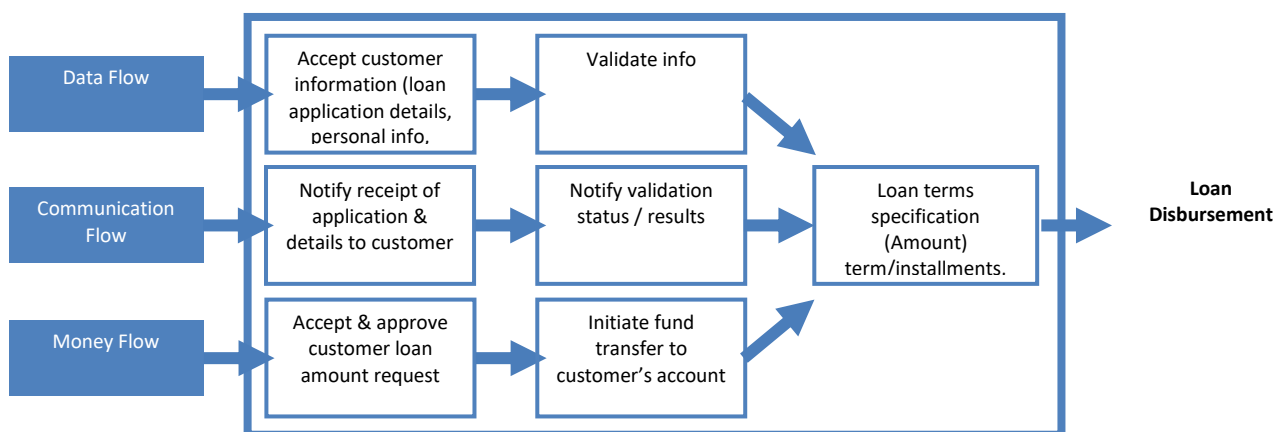 Data Flow
Accept customer
information (loan
application details,
personal info,
Validate info
Communication
Flow
Notify receipt of
application &
details to customer
Notify validation
status / results
Loan terms
specification
(Amount)
term/installments.
Loan
Disbursement
Money Flow
Accept & approve
customer loan
amount request
Initiate fund
transfer to
customer’s account